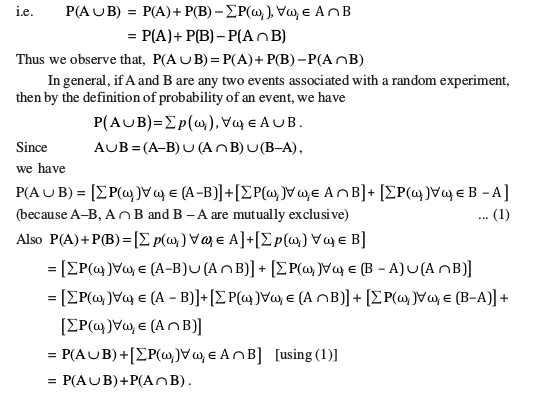 i.e. P(A ∪ B) = P(A) + P(B) − ∑P(ωᵢ), ∀ωᵢ ∈ A ∩ B
= P(A) + P(B) − P(A ∩ B)
Thus we observe that, P(A ∪ B) = P(A) + P(B) − P(A ∩ B)
In general, if A and B are any two events associated with a random experiment,
then by the definition of probability of an event, we have
P(A ∪ B) = ∑ p(ωᵢ), ∀ωᵢ ∈ A ∪ B .
Since A ∪ B = (A–B) ∪ (A ∩ B) ∪ (B–A) ,
we have
P(A ∪ B) = [∑P(ωᵢ)∀ ωᵢ ∈ (A–B)] + [∑P(ωᵢ)∀ ωᵢ ∈ A ∩ B] + [∑P(ωᵢ)∀ωᵢ ∈ B – A]
(because A–B, A ∩ B and B – A are mutually exclusive) ... (1)
Also P(A) + P(B) = [∑ p(ωᵢ) ∀ ωᵢ ∈ A] + [∑ p(ωᵢ) ∀ ωᵢ ∈ B]
= [∑P(ωᵢ)∀ωᵢ ∈ (A–B) ∪ (A ∩ B)] + [∑P(ωᵢ)∀ωᵢ ∈ (B – A) ∪ (A ∩ B)]
= [∑P(ωᵢ)∀ωᵢ ∈ (A – B)] + [∑P(ωᵢ)∀ωᵢ ∈ (A ∩ B)] + [∑P(ωᵢ)∀ωᵢ ∈ (B–A)] +
[∑P(ωᵢ)∀ωᵢ ∈ (A ∩ B)]
= P(A ∪ B) + [∑P(ωᵢ)∀ ωᵢ ∈ A ∩ B] [using (1)]
= P(A ∪ B) + P(A ∩ B) .